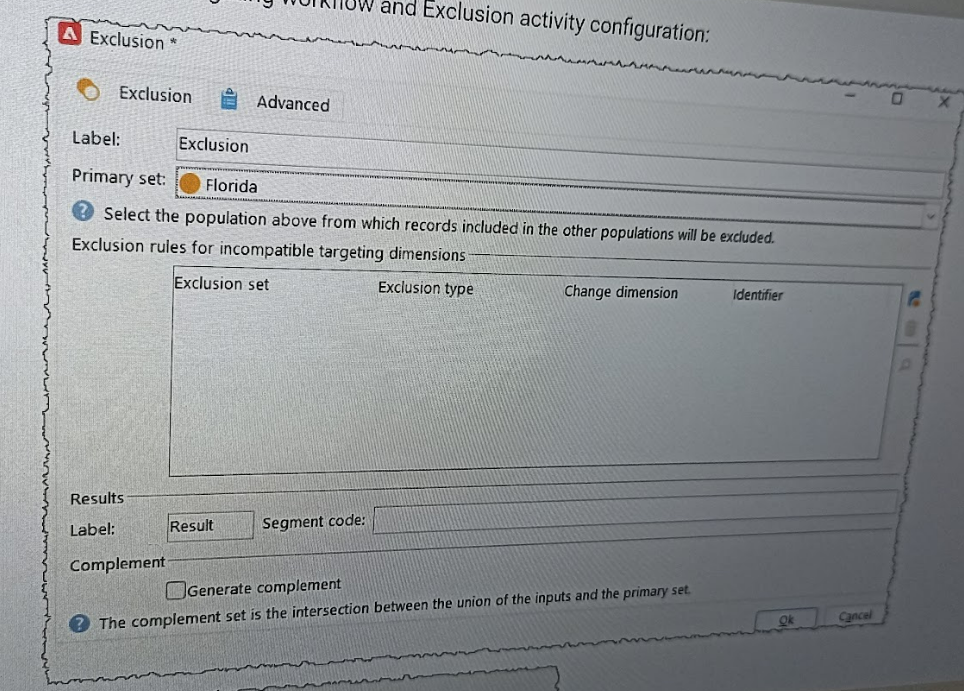 workflow and Exclusion activity configuration:
Exclusion *
Exclusion Advanced
Label: Exclusion
Primary set: Florida
Select the population above from which records included in the other populations will be excluded.
Exclusion rules for incompatible targeting dimensions
Exclusion set Exclusion type Change dimension Identifier
Results
Label: Result Segment code:
Complement
Generate complement
The complement set is the intersection between the union of the inputs and the primary set.
Ok Cancel